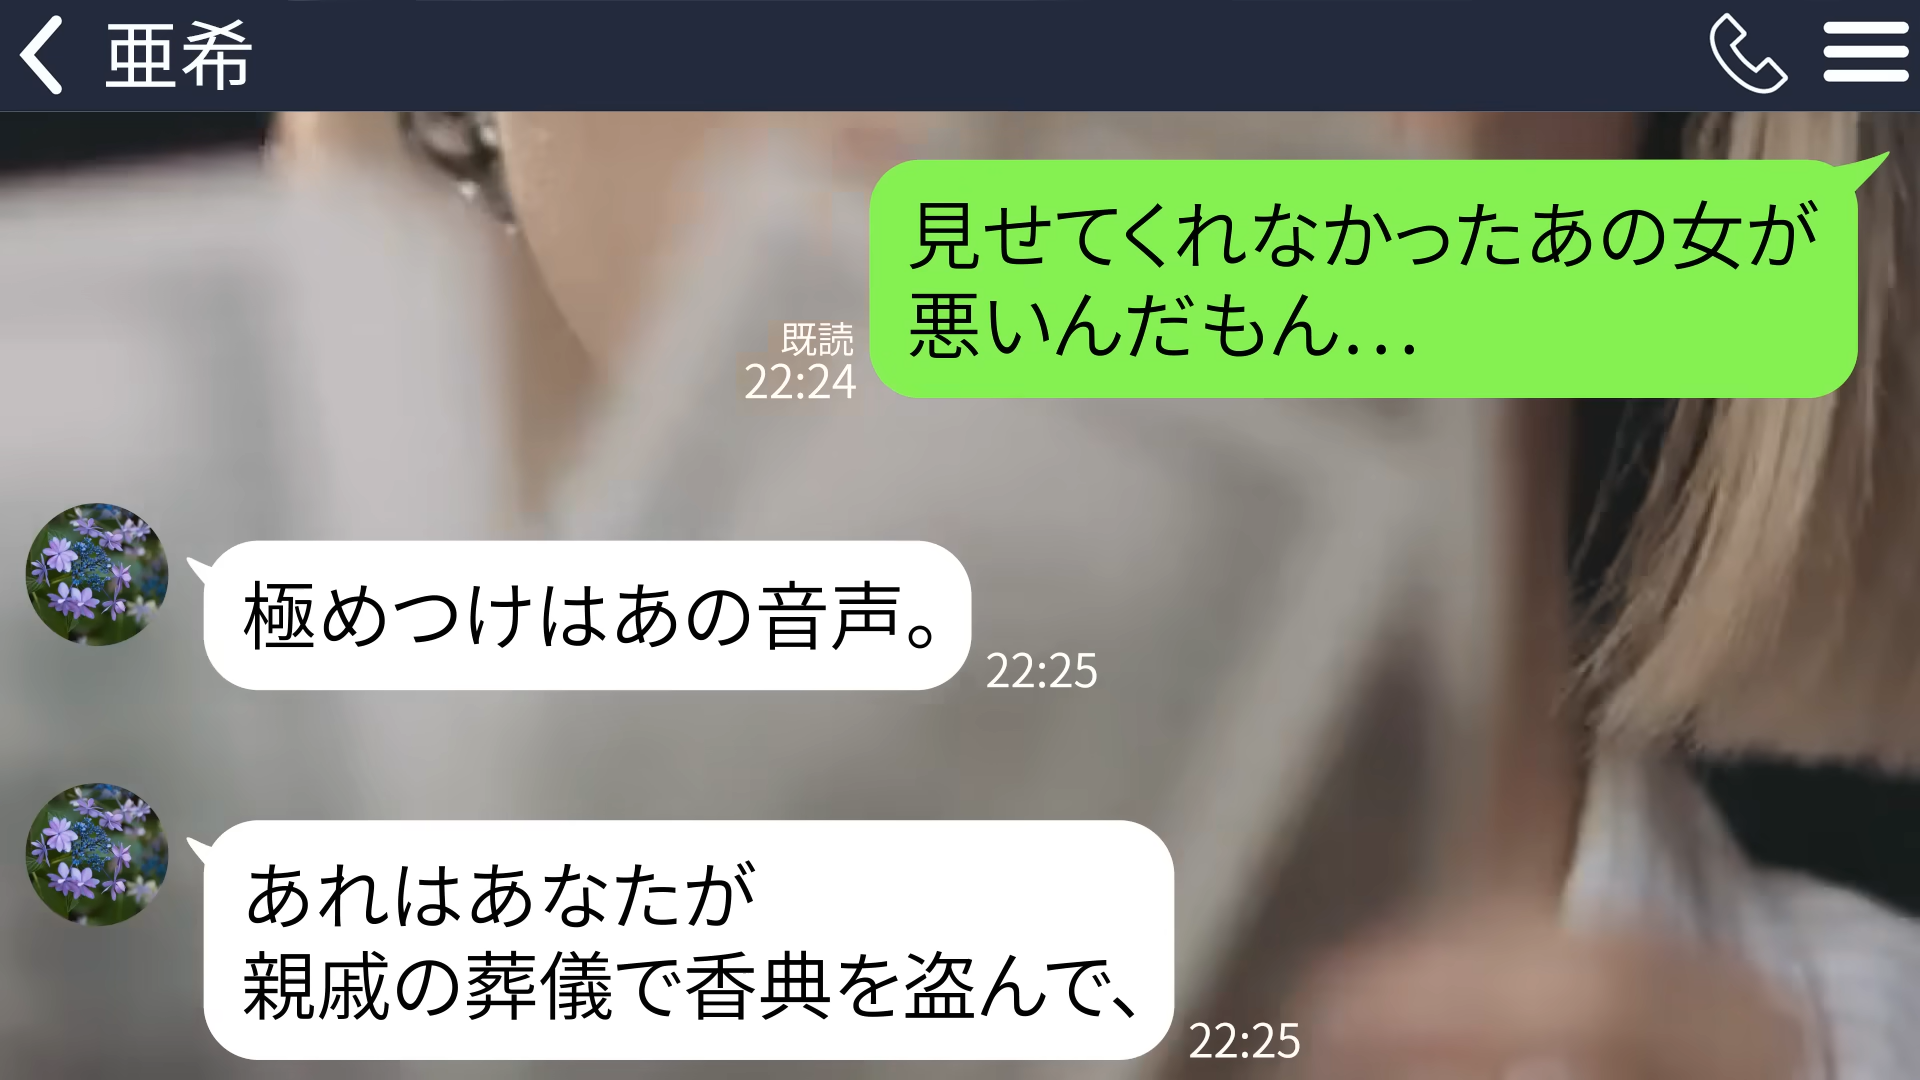 亜希
見せてくれなかったあの女が
悪いんだもん…
既読
22:24
極めつけはあの音声。
22:25
あれはあなたが
親戚の葬儀で香典を盗んで、
22:25